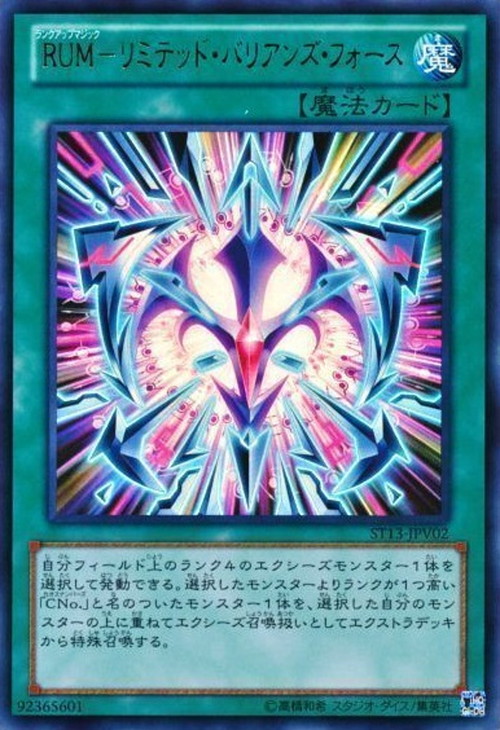 ランクアップマジック
RUM－リミテッド・バリアンズ・フォース
魔
【魔法カード】
ST13-JPV02
自分フィールド上のランク4のエクシーズモンスター1体を
選択して発動できる。選択したモンスターよりランクが1つ高い
「CNo.」と名のついたモンスター1体を、選択した自分のモン
スターの上に重ねてエクシーズ召喚扱いとしてエクストラデッキ
から特殊召喚する。
92365601
©高橋和希 スタジオ・ダイス/集英社